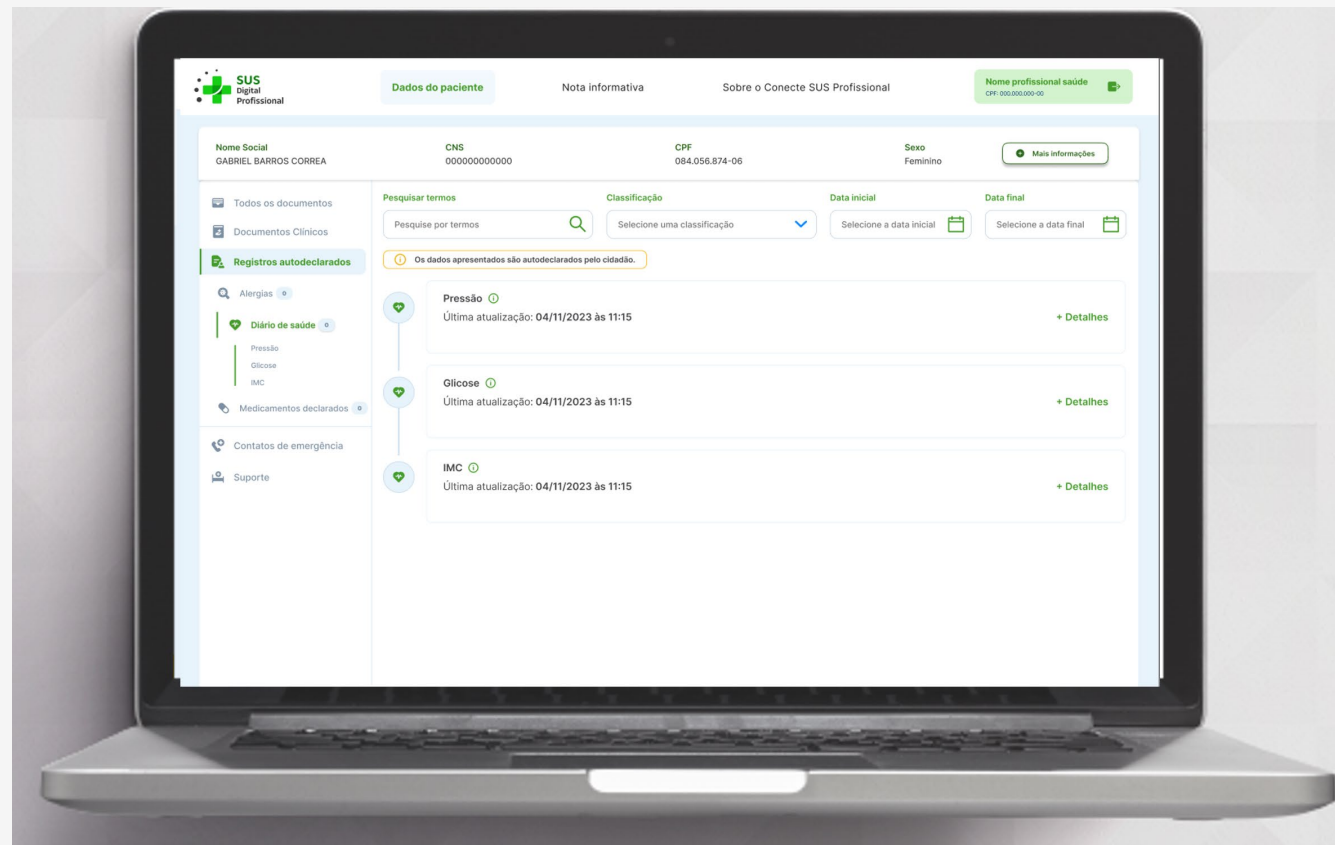 SUS
Digital
Profissional
Dados do paciente
Nota informativa
Sobre o Conecte SUS Profissional
Nome profissional saúde
CPF: 000.000.000-00
Nome Social
GABRIEL BARROS CORREA
CNS
000000000000
CPF
084.056.874-06
Sexo
Feminino
Mais informações
Todos os documentos
Documentos Clínicos
Registros autodeclarados
Alergias 0
Diário de saúde 0
Pressão
Glicose
IMC
Medicamentos declarados 0
Contatos de emergência
Suporte
Pesquisar termos
Pesquise por termos
Classificação
Selecione uma classificação
Data inicial
Selecione a data inicial
Data final
Selecione a data final
Os dados apresentados são autodeclarados pelo cidadão.
Pressão
Última atualização: 04/11/2023 às 11:15
+ Detalhes
Glicose
Última atualização: 04/11/2023 às 11:15
+ Detalhes
IMC
Última atualização: 04/11/2023 às 11:15
+ Detalhes